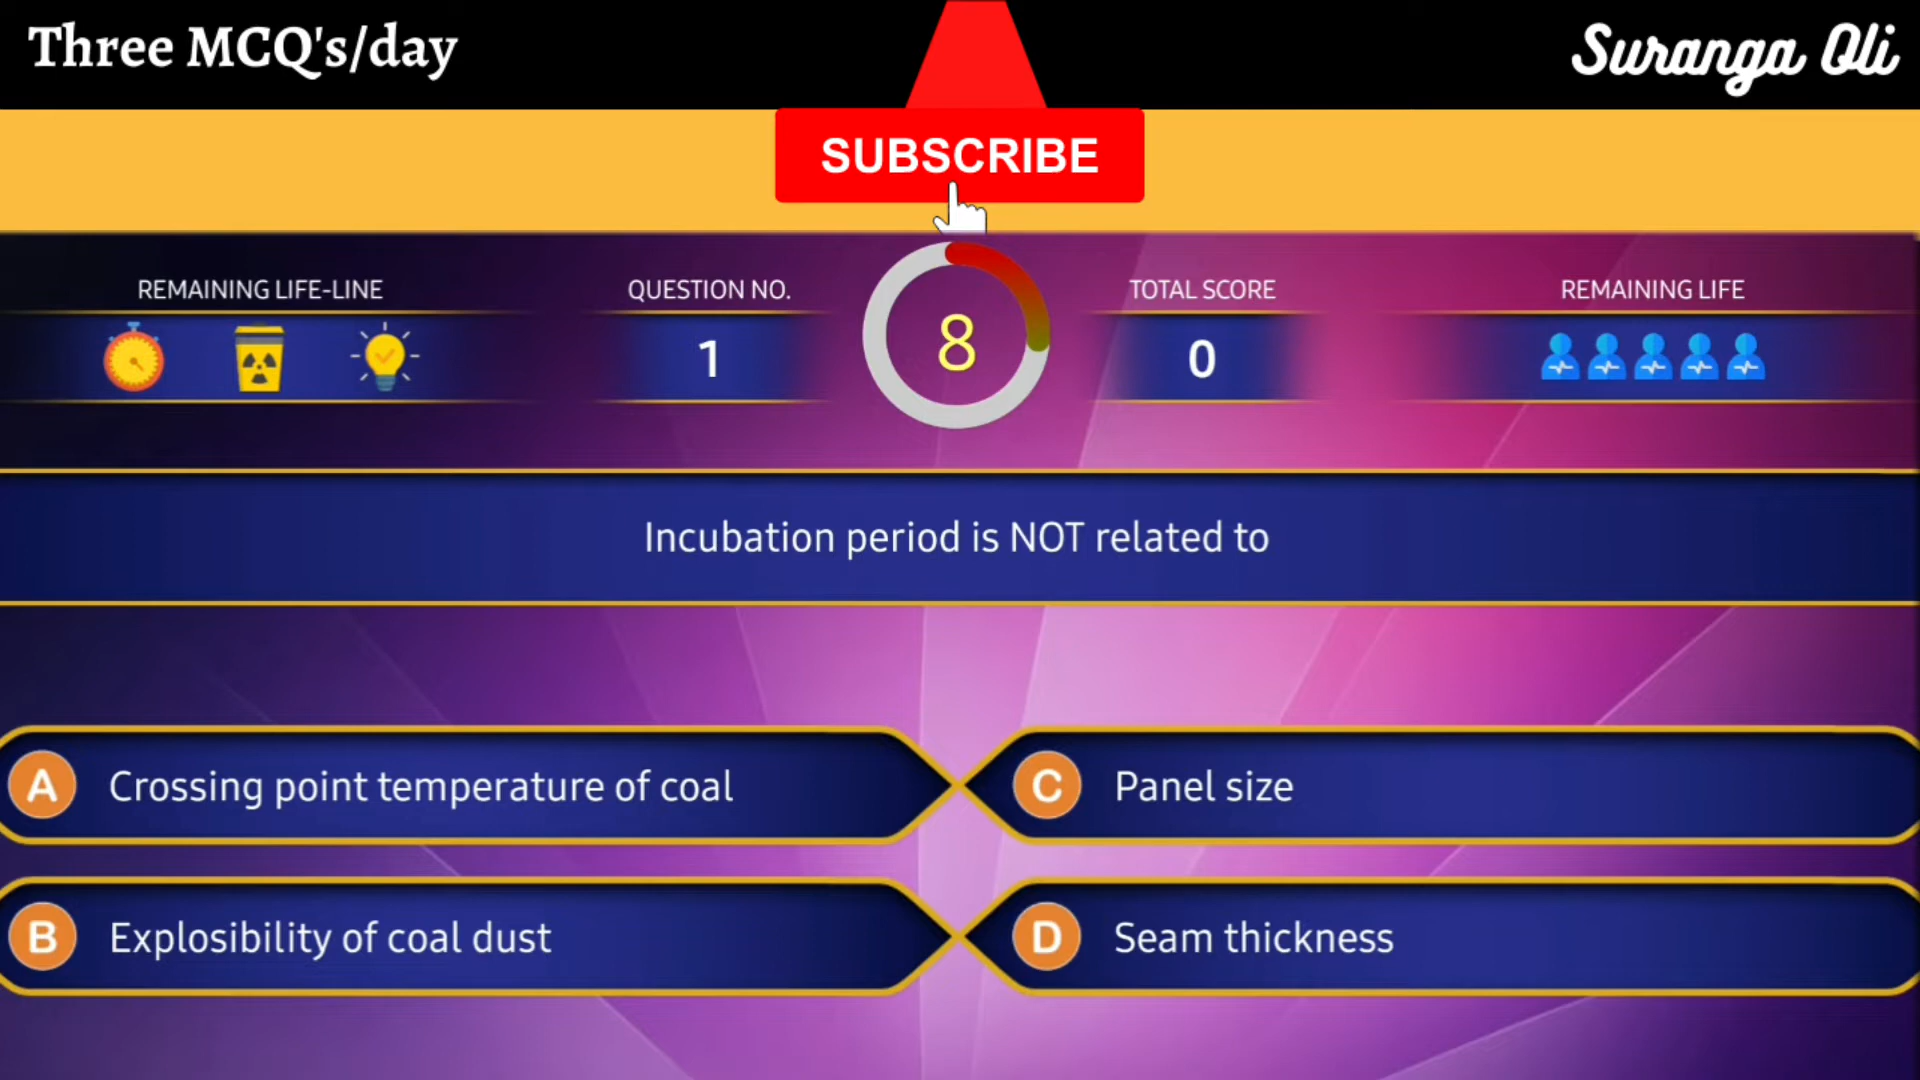 Three MCQ's/day
Suranga Oli
SUBSCRIBE
REMAINING LIFE-LINE
QUESTION NO.
1
8
TOTAL SCORE
0
REMAINING LIFE
Incubation period is NOT related to
A Crossing point temperature of coal
C Panel size
B Explosibility of coal dust
D Seam thickness